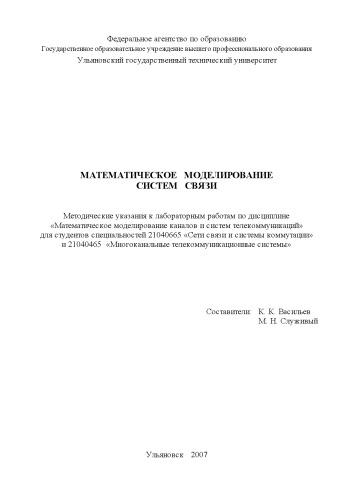 Федеральное агентство по образованию
Государственное образовательное учреждение высшего профессионального образования
Ульяновский государственный технический университет
МАТЕМАТИЧЕСКОЕ МОДЕЛИРОВАНИЕ
СИСТЕМ СВЯЗИ
Методические указания к лабораторным работам по дисциплине
«Математическое моделирование каналов и систем телекоммуникаций»
для студентов специальностей 21040665 «Сети связи и системы коммутации»
и 21040465 «Многоканальные телекоммуникационные системы»
Составители: К. К. Васильев
М. Н. Служивый
Ульяновск 2007